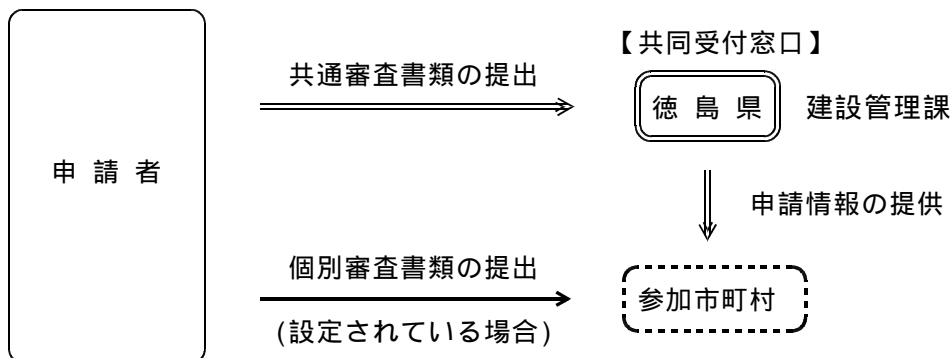 【共同受付窓口】
共通審査書類の提出
徳島県 建設管理課
申請者
申請情報の提供
個別審査書類の提出
参加市町村
(設定されている場合)